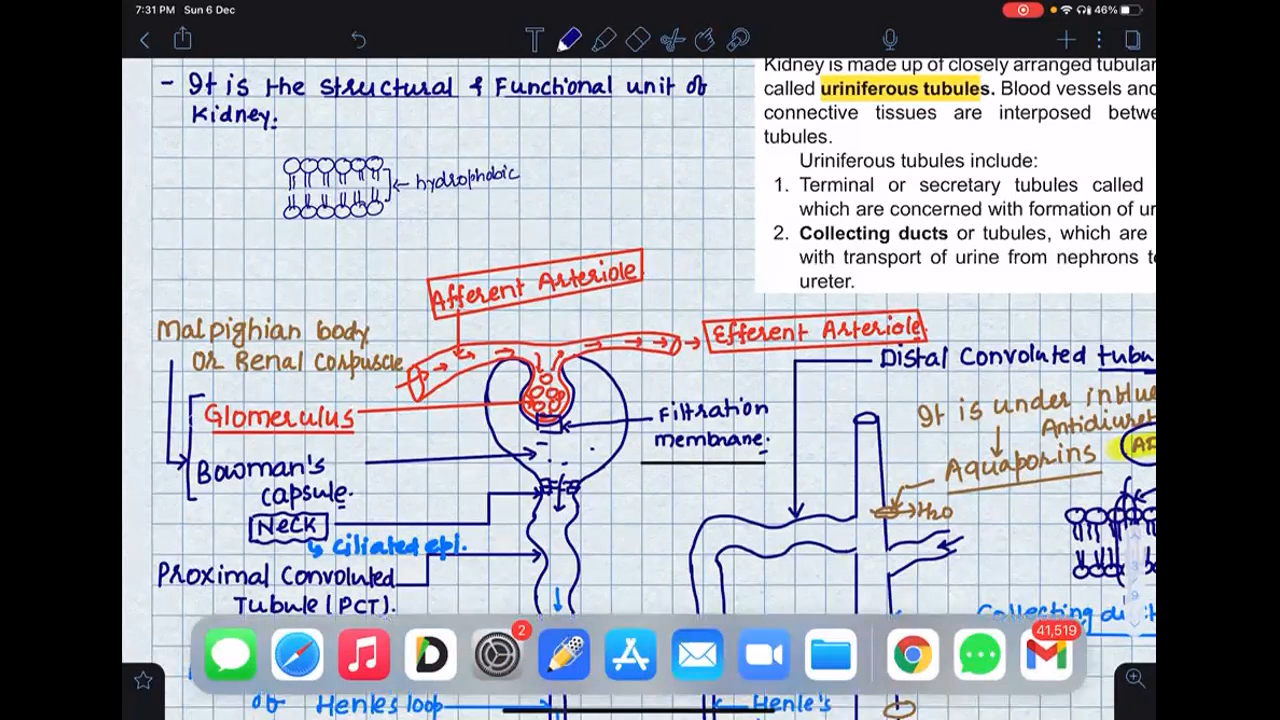 7:31 PM Sun 6 Dec
46%
- It is the structural & Functional unit of
Kidney.
hydrophobic
Kidney is made up of closely arranged tubular
called uriniferous tubules. Blood vessels and
connective tissues are interposed betwe
tubules.
Uriniferous tubules include:
1. Terminal or secretary tubules called
which are concerned with formation of ur
2. Collecting ducts or tubules, which are
with transport of urine from nephrons t
ureter.
Afferent Arteriole
Efferent Arteriole
Malpighian body
Or Renal Corpuscle
Distal Convoluted tubu
Glomerulus
Filtration
membrane.
It is under influe
Antidiuret
Aquaporins
Bowman's
capsule.
H2O
Neck
ciliated epi.
Proximal Convoluted
Tubule (PCT).
Collecting du
2
41,519
Henles loop
Henle's